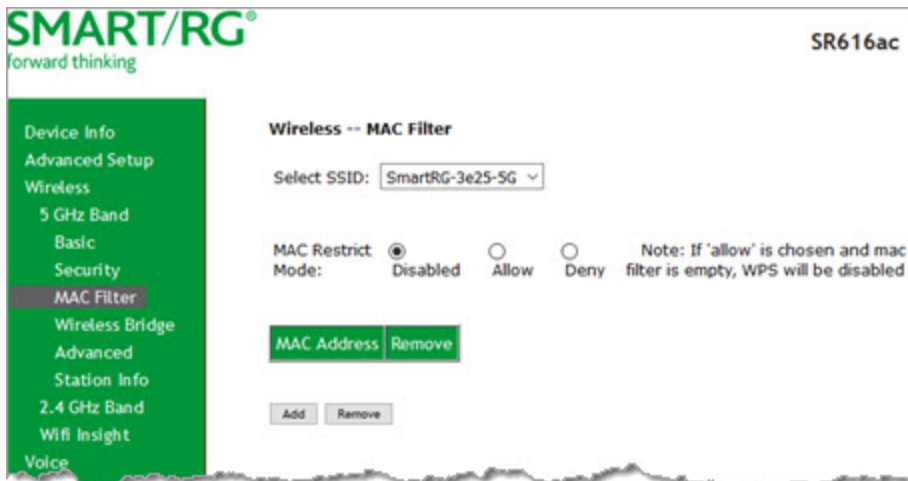 SMART/RG®
forward thinking
SR616ac
Device Info
Advanced Setup
Wireless
5 GHz Band
Basic
Security
MAC Filter
Wireless Bridge
Advanced
Station Info
2.4 GHz Band
Wifi Insight
Voice
Wireless -- MAC Filter
Select SSID: SmartRG-3e25-5G
MAC Restrict Mode: Disabled Allow Deny
Note: If 'allow' is chosen and mac
filter is empty, WPS will be disabled
MAC Address Remove
Add Remove